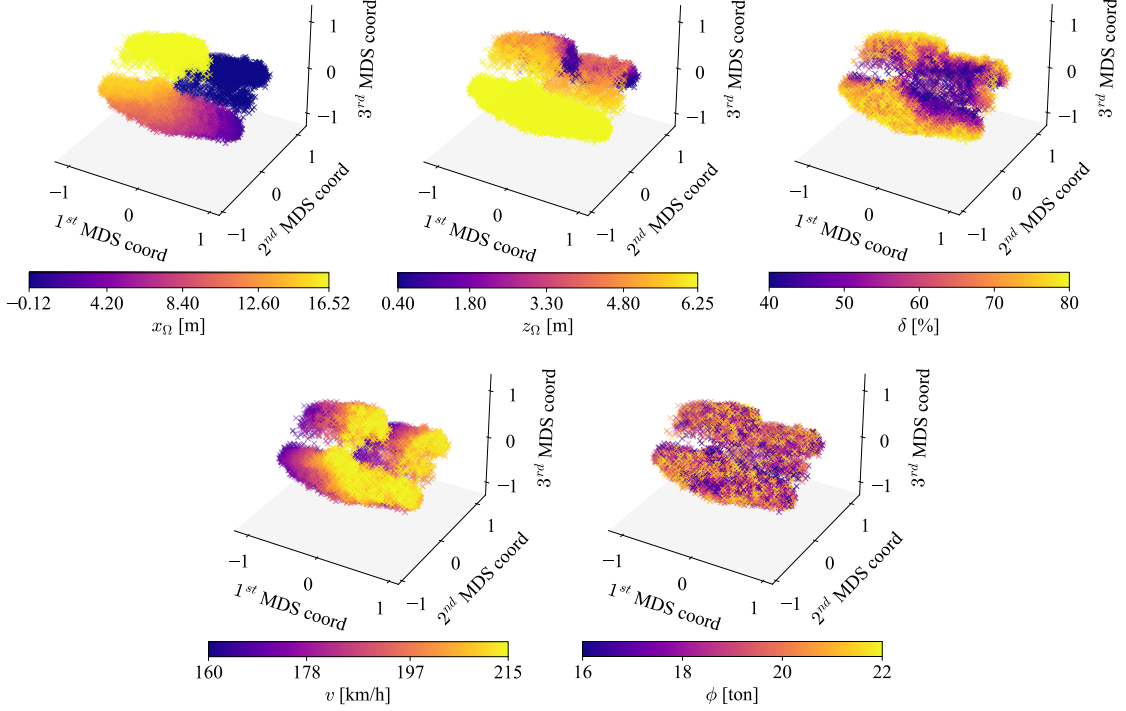 1
0
−1
3rd MDS coord
−1
0
1
1st MDS coord
−1
0
1
2nd MDS coord
−0.12 4.20 8.40 12.60 16.52
xΩ [m]
1
0
−1
3rd MDS coord
−1
0
1
1st MDS coord
−1
0
1
2nd MDS coord
0.40 1.80 3.30 4.80 6.25
zΩ [m]
1
0
−1
3rd MDS coord
−1
0
1
1st MDS coord
−1
0
1
2nd MDS coord
40 50 60 70 80
δ [%]
1
0
−1
3rd MDS coord
−1
0
1
1st MDS coord
−1
0
1
2nd MDS coord
160 178 197 215
v [km/h]
1
0
−1
3rd MDS coord
−1
0
1
1st MDS coord
−1
0
1
2nd MDS coord
16 18 20 22
ϕ [ton]